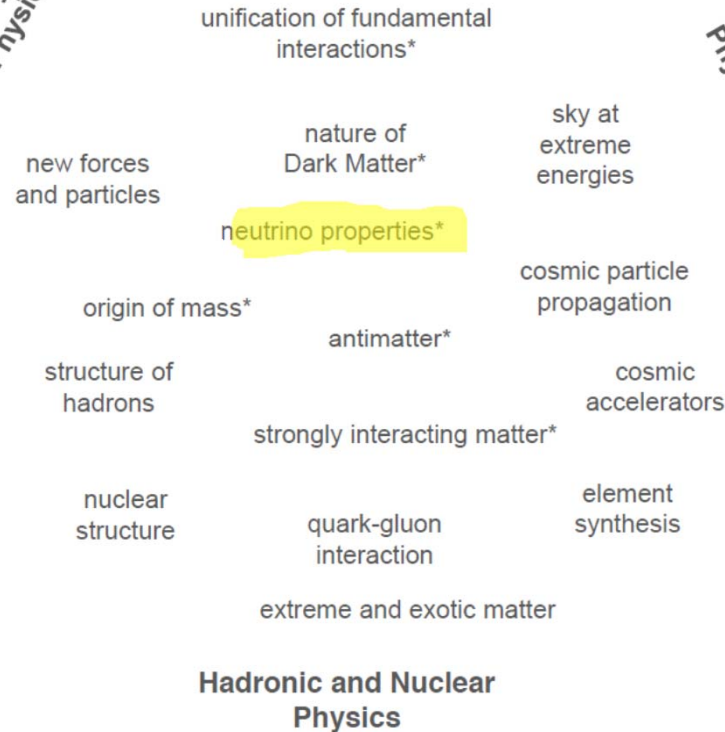 unification of fundamental
interactions*
nature of
Dark Matter*
sky at
extreme
energies
new forces
and particles
neutrino properties*
cosmic particle
propagation
origin of mass*
antimatter*
structure of
hadrons
cosmic
accelerators
strongly interacting matter*
nuclear
structure
quark-gluon
interaction
element
synthesis
extreme and exotic matter
Hadronic and Nuclear
Physics